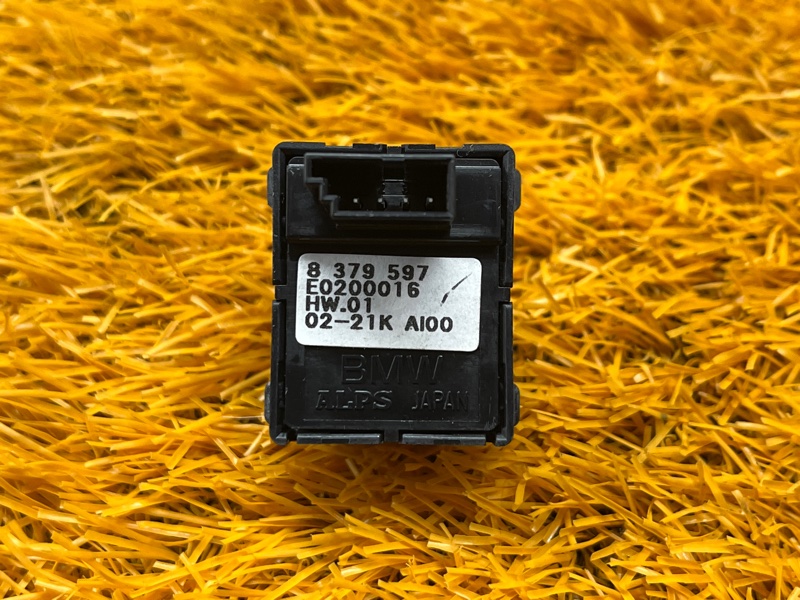 8 379 597
E0200016
HW.01
02-21K AI00
BMW
ALPS JAPAN